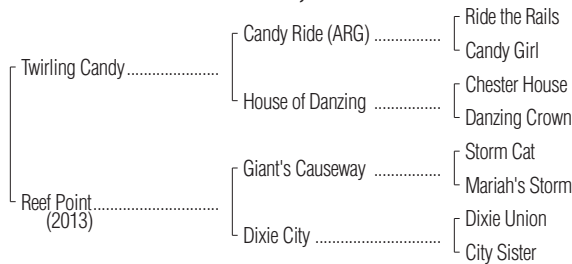 Ride the Rails
Candy Ride (ARG) ................
Candy Girl
Twirling Candy ......................
Chester House
House of Danzing ................
Danzing Crown
Storm Cat
Giant's Causeway ................
Mariah's Storm
Reef Point .......................
(2013)
Dixie Union
Dixie City ..............................
City Sister